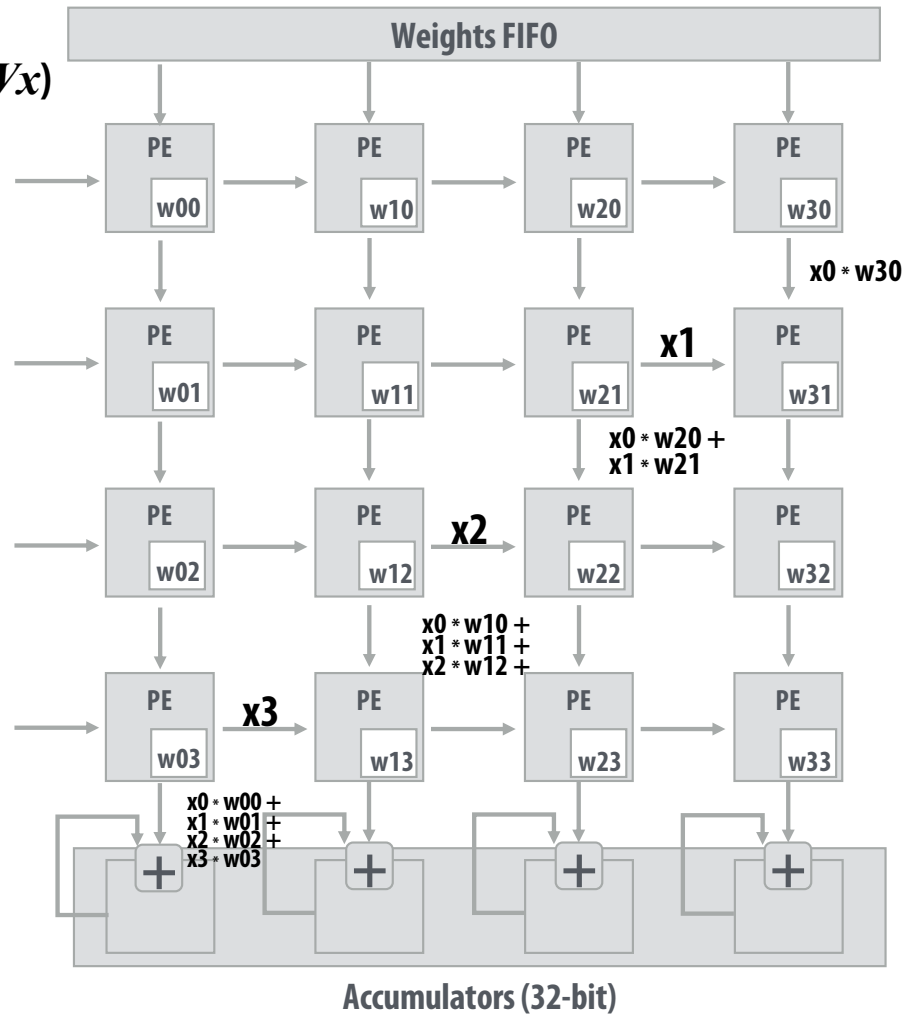 Weights FIFO
Vx)
PE
PE
PE
PE
w00
w10
w20
w30
x0 * w30
PE
PE
PE
x1
PE
w01
w11
w21
w31
x0 * w20 +
x1 * w21
PE
PE
x2
PE
PE
w02
w12
w22
w32
x0 * w10 +
x1 * w11 +
x2 * w12 +
PE
x3
PE
PE
PE
w03
w13
w23
w33
x0 * w00 +
x1 * w01 +
x2 * w02 +
x3 * w03
+
+
+
+
Accumulators (32-bit)